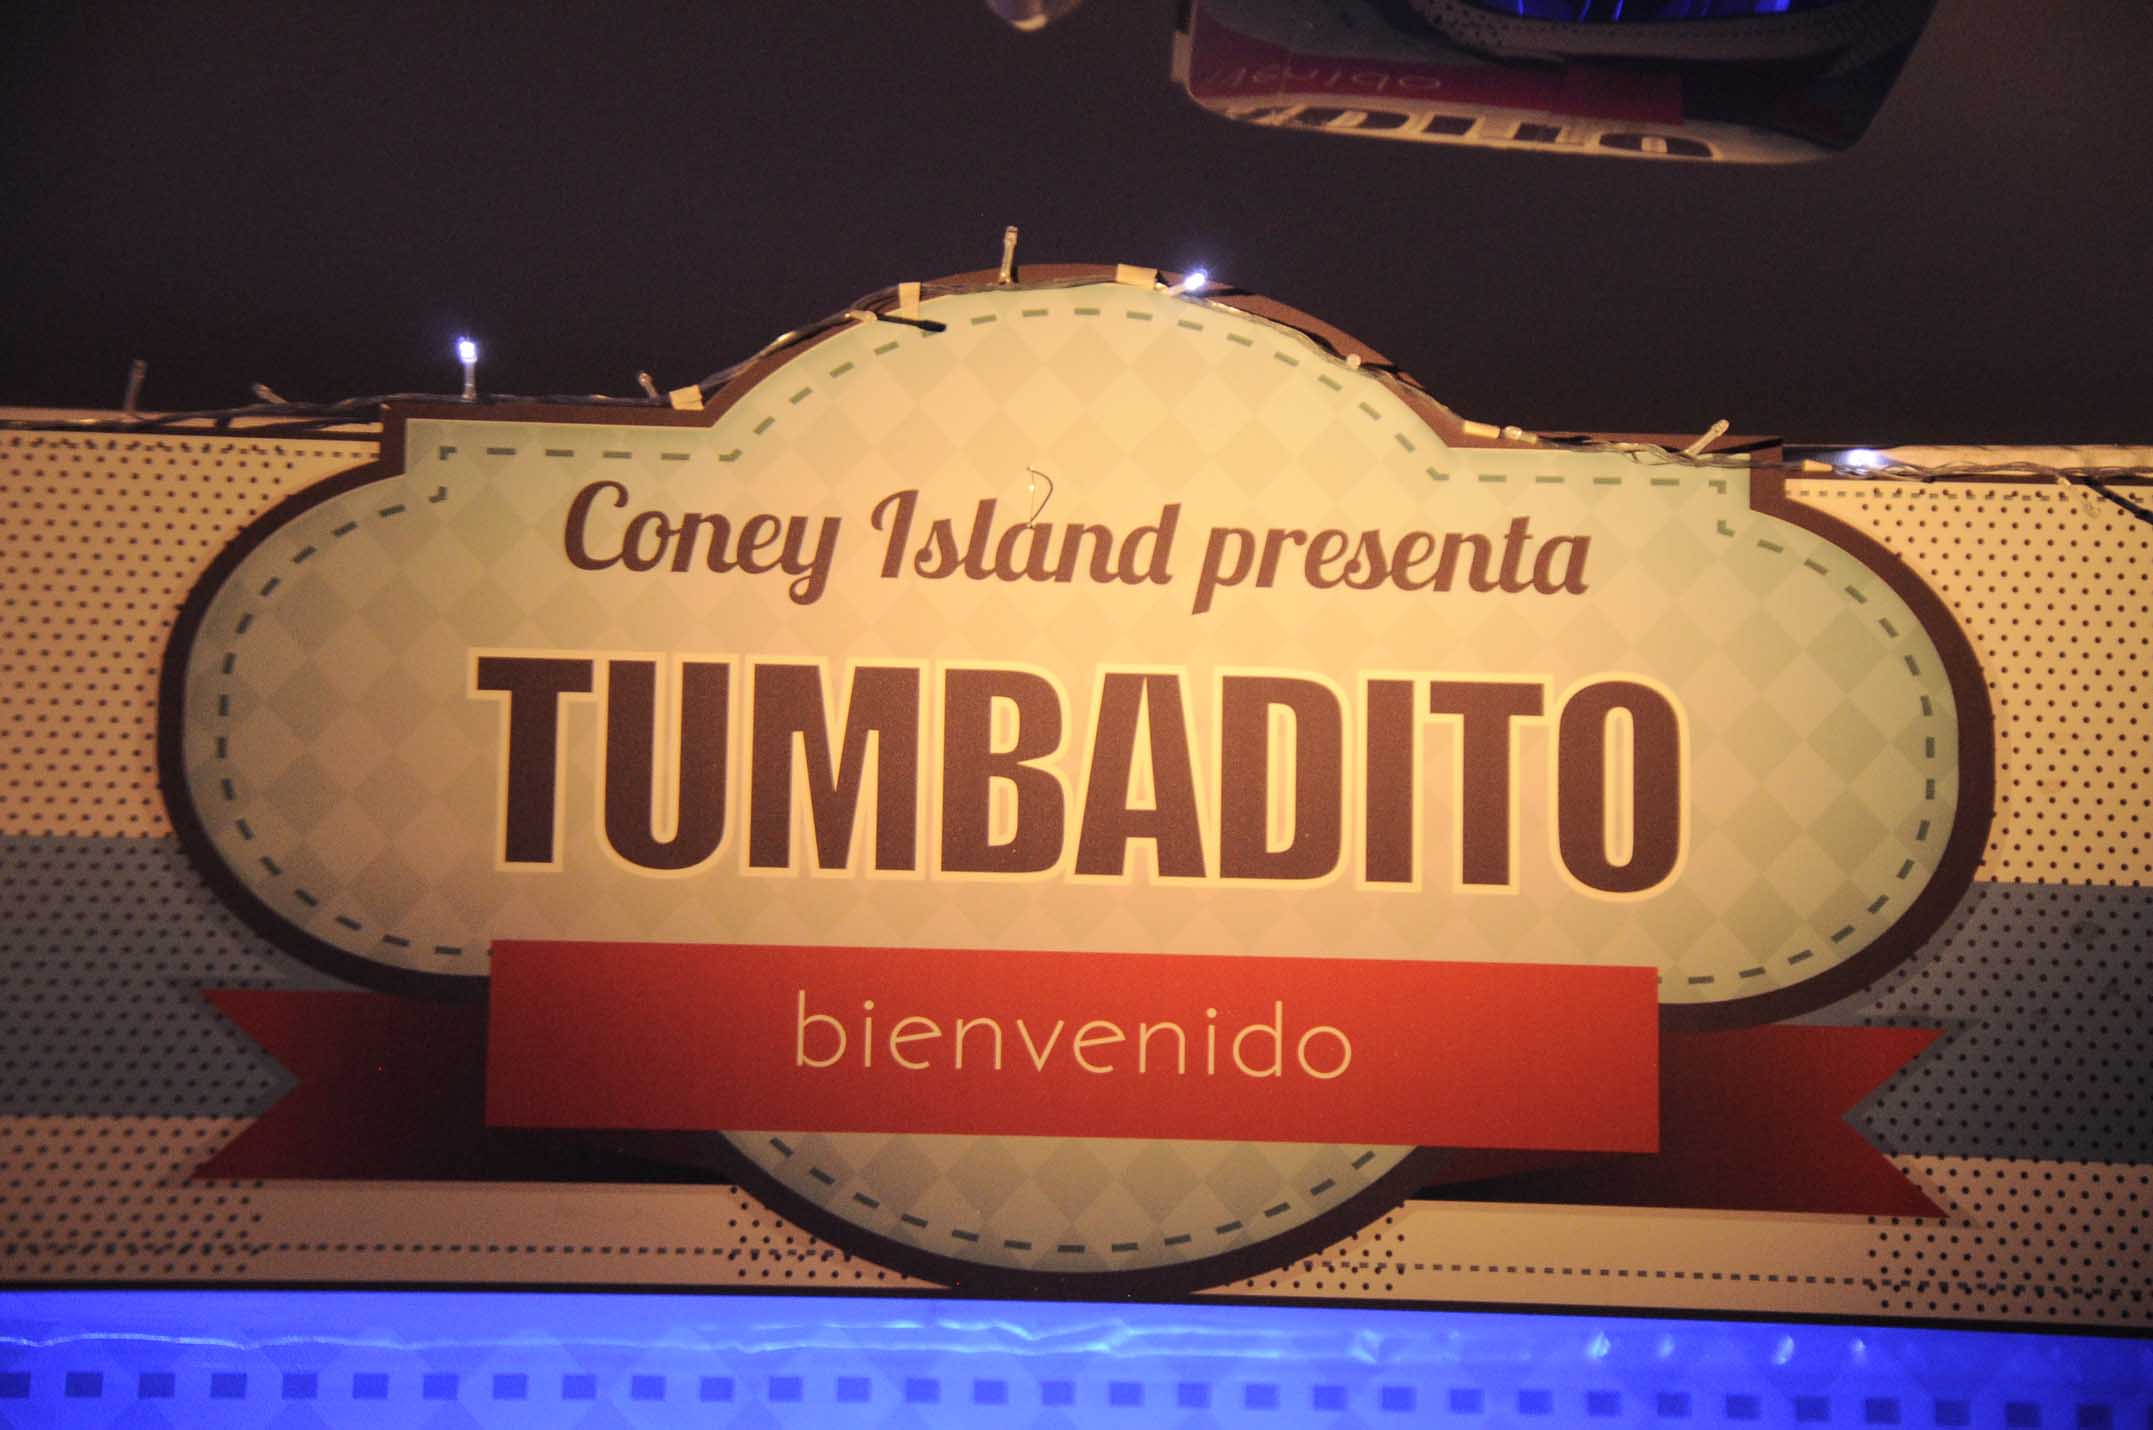 Coney Island presenta
TUMBADITO
bienvenido